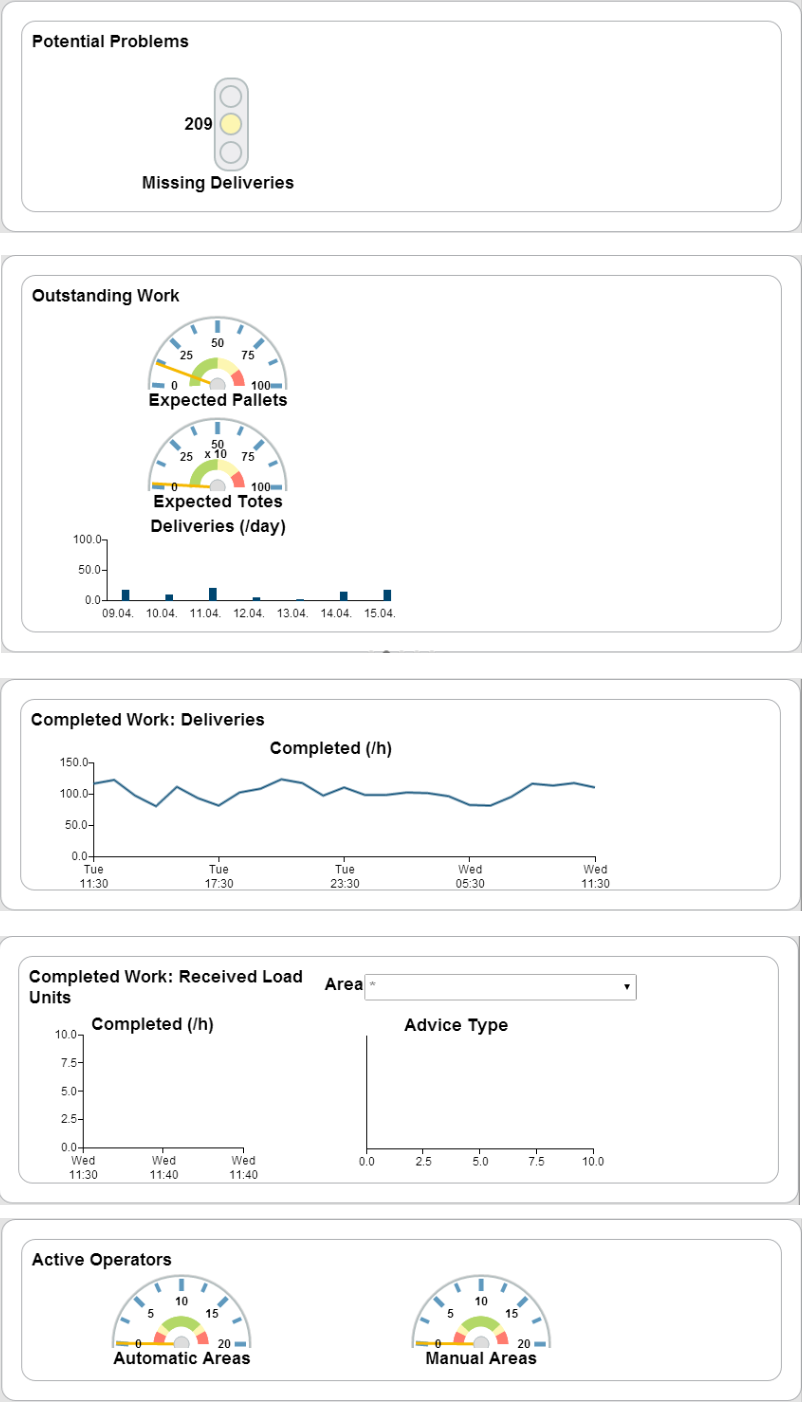 Potential Problems
209
Missing Deliveries
Outstanding Work
50
25 75
0 100
Expected Pallets
50
25 x 10 75
0 100
Expected Totes
Deliveries (/day)
100.0
50.0
0.0
09.04. 10.04. 11.04. 12.04. 13.04. 14.04. 15.04.
Completed Work: Deliveries
Completed (/h)
150.0
100.0
50.0
0.0
Tue Tue Tue Wed Wed
11:30 17:30 23:30 05:30 11:30
Completed Work: Received Load
Units
Area * 
Completed (/h)
10.0
7.5
5.0
2.5
0.0
Wed Wed Wed
11:30 11:40 11:40
Advice Type
0.0 2.5 5.0 7.5 10.0
Active Operators
10
5 15
0 20
Automatic Areas
10
5 15
0 20
Manual Areas